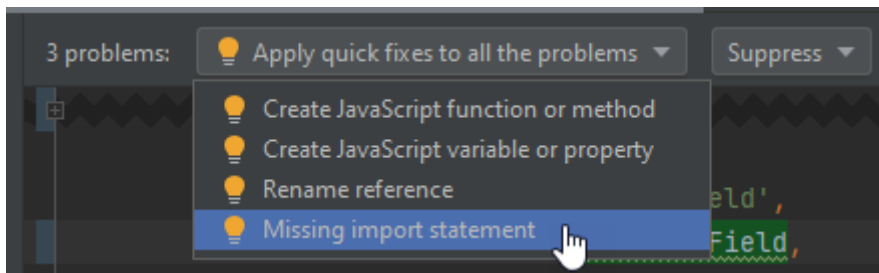 3 problems: Apply quick fixes to all the problems Suppress
Create JavaScript function or method
Create JavaScript variable or property
Rename reference
eld',
Missing import statement
Field,